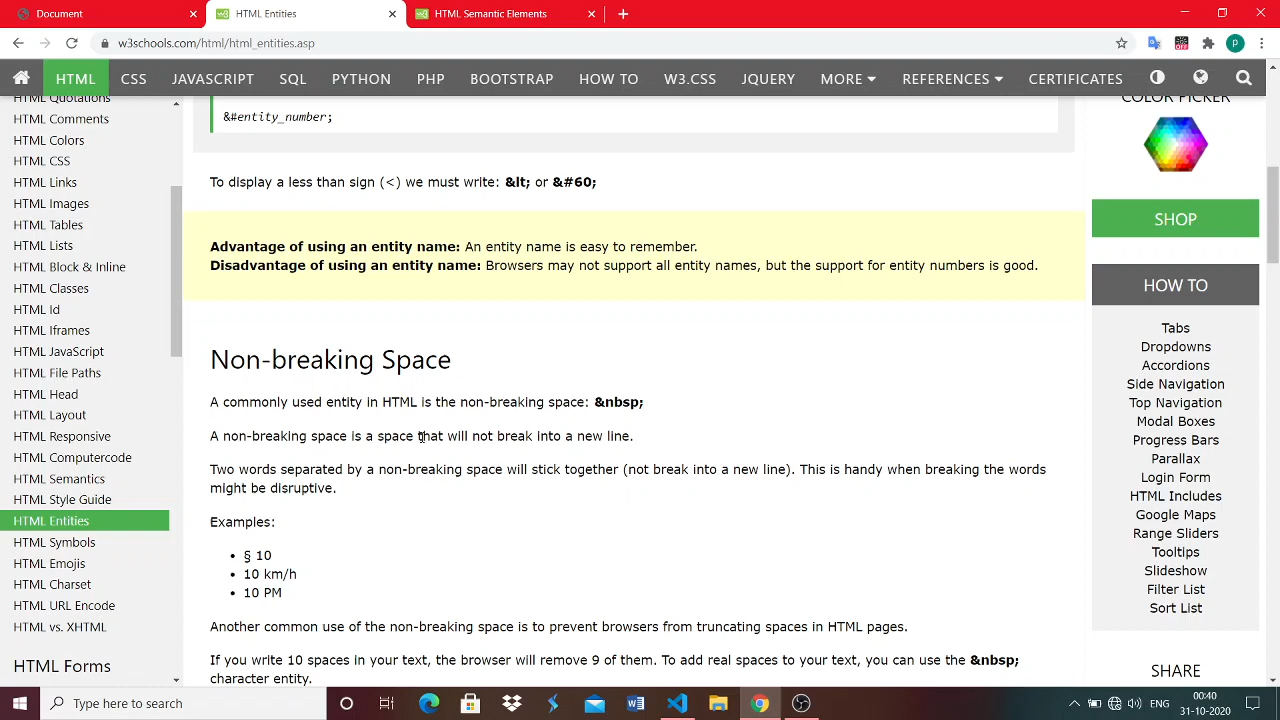 Document
HTML Entities
HTML Semantic Elements
w3schools.com/html/html_entities.asp
HTML CSS JAVASCRIPT SQL PYTHON PHP BOOTSTRAP HOW TO W3.CSS JQUERY MORE REFERENCES CERTIFICATES
HTML Quotations
HTML Comments
HTML Colors
HTML CSS
HTML Links
HTML Images
HTML Tables
HTML Lists
HTML Block & Inline
HTML Classes
HTML Id
HTML Iframes
HTML JavaScript
HTML File Paths
HTML Head
HTML Layout
HTML Responsive
HTML Computercode
HTML Semantics
HTML Style Guide
HTML Entities
HTML Symbols
HTML Emojis
HTML Charset
HTML URL Encode
HTML vs. XHTML
HTML Forms
&#entity_number;
To display a less than sign (<) we must write: &lt; or &#60;
Advantage of using an entity name: An entity name is easy to remember.
Disadvantage of using an entity name: Browsers may not support all entity names, but the support for entity numbers is good.
Non-breaking Space
A commonly used entity in HTML is the non-breaking space: &nbsp;
A non-breaking space is a space that will not break into a new line.
Two words separated by a non-breaking space will stick together (not break into a new line). This is handy when breaking the words
might be disruptive.
Examples:
• § 10
• 10 km/h
• 10 PM
Another common use of the non-breaking space is to prevent browsers from truncating spaces in HTML pages.
If you write 10 spaces in your text, the browser will remove 9 of them. To add real spaces to your text, you can use the &nbsp;
character entity.
COLOR PICKER
SHOP
HOW TO
Tabs
Dropdowns
Accordions
Side Navigation
Top Navigation
Modal Boxes
Progress Bars
Parallax
Login Form
HTML Includes
Google Maps
Range Sliders
Tooltips
Slideshow
Filter List
Sort List
SHARE
Type here to search
ENG
00:40
31-10-2020